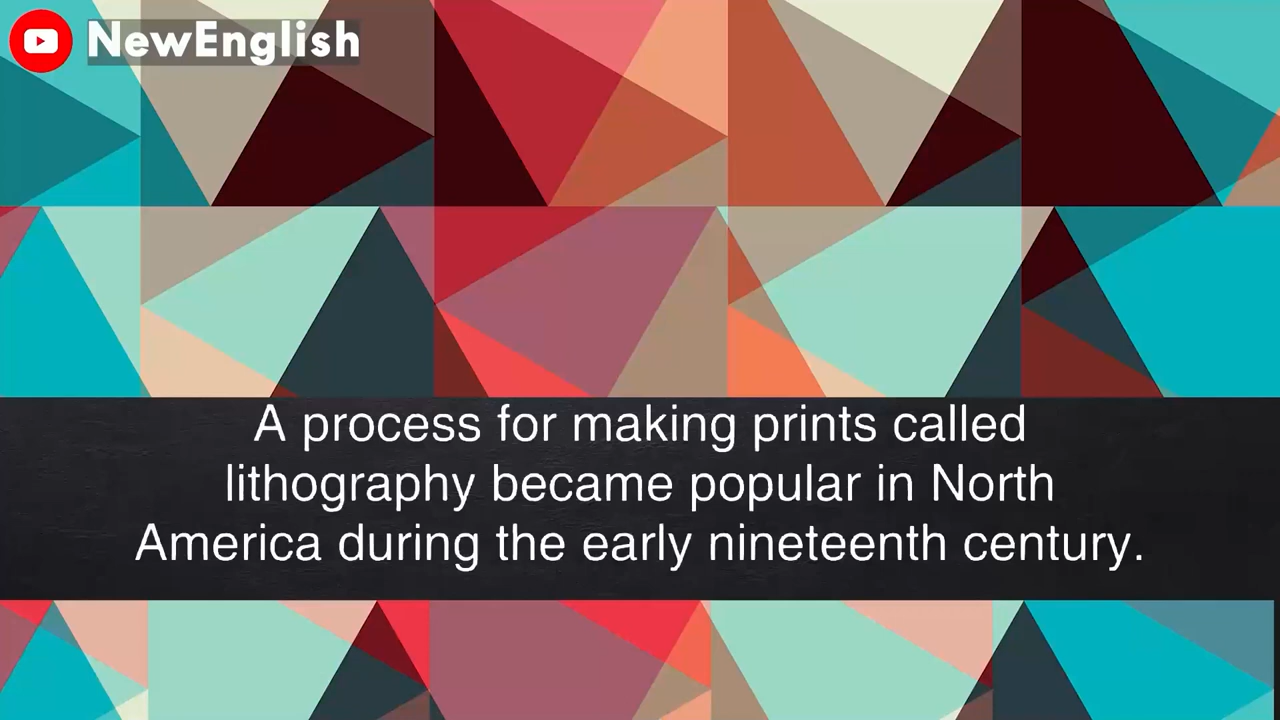 NewEnglish
A process for making prints called
lithography became popular in North
America during the early nineteenth century.